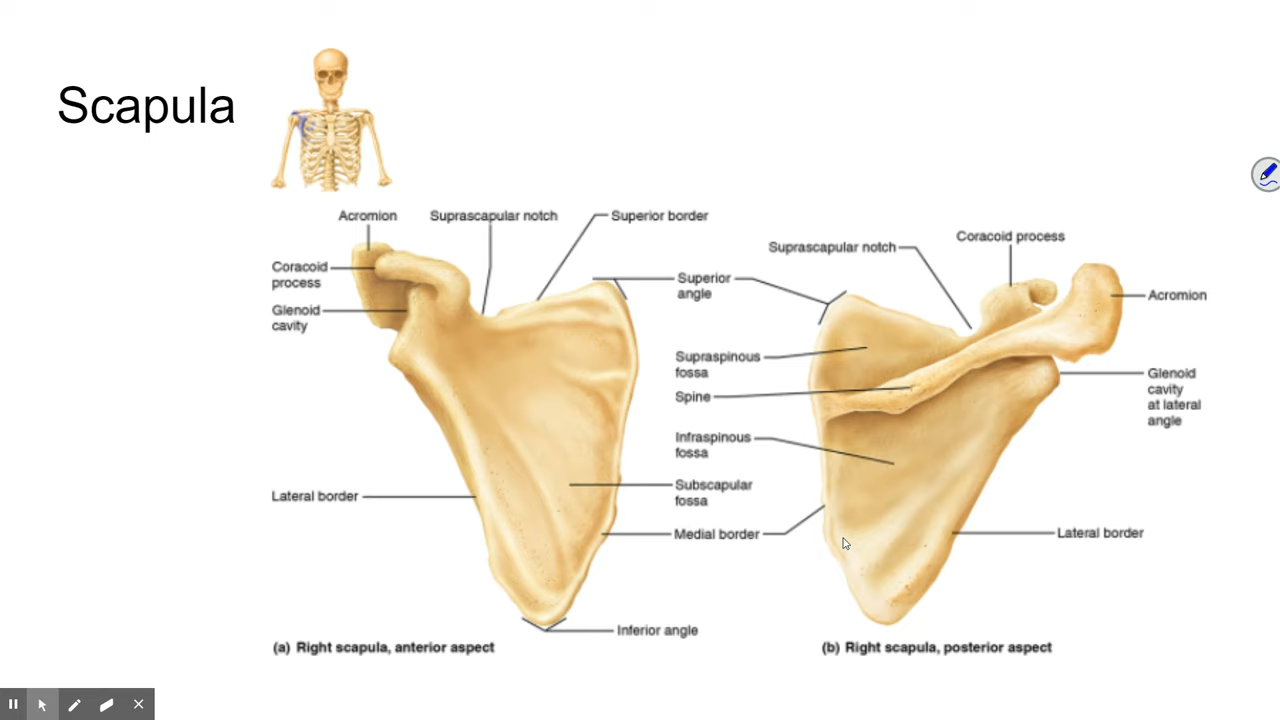 Scapula
Acromion
Suprascapular notch
Superior border
Coracoid
process
Glenoid
cavity
Superior
angle
Suprascapular notch
Coracoid process
Acromion
Supraspinous
fossa
Spine
Glenoid
cavity
at lateral
angle
Infraspinous
fossa
Subscapular
fossa
Lateral border
Medial border
Lateral border
Inferior angle
(a) Right scapula, anterior aspect
(b) Right scapula, posterior aspect